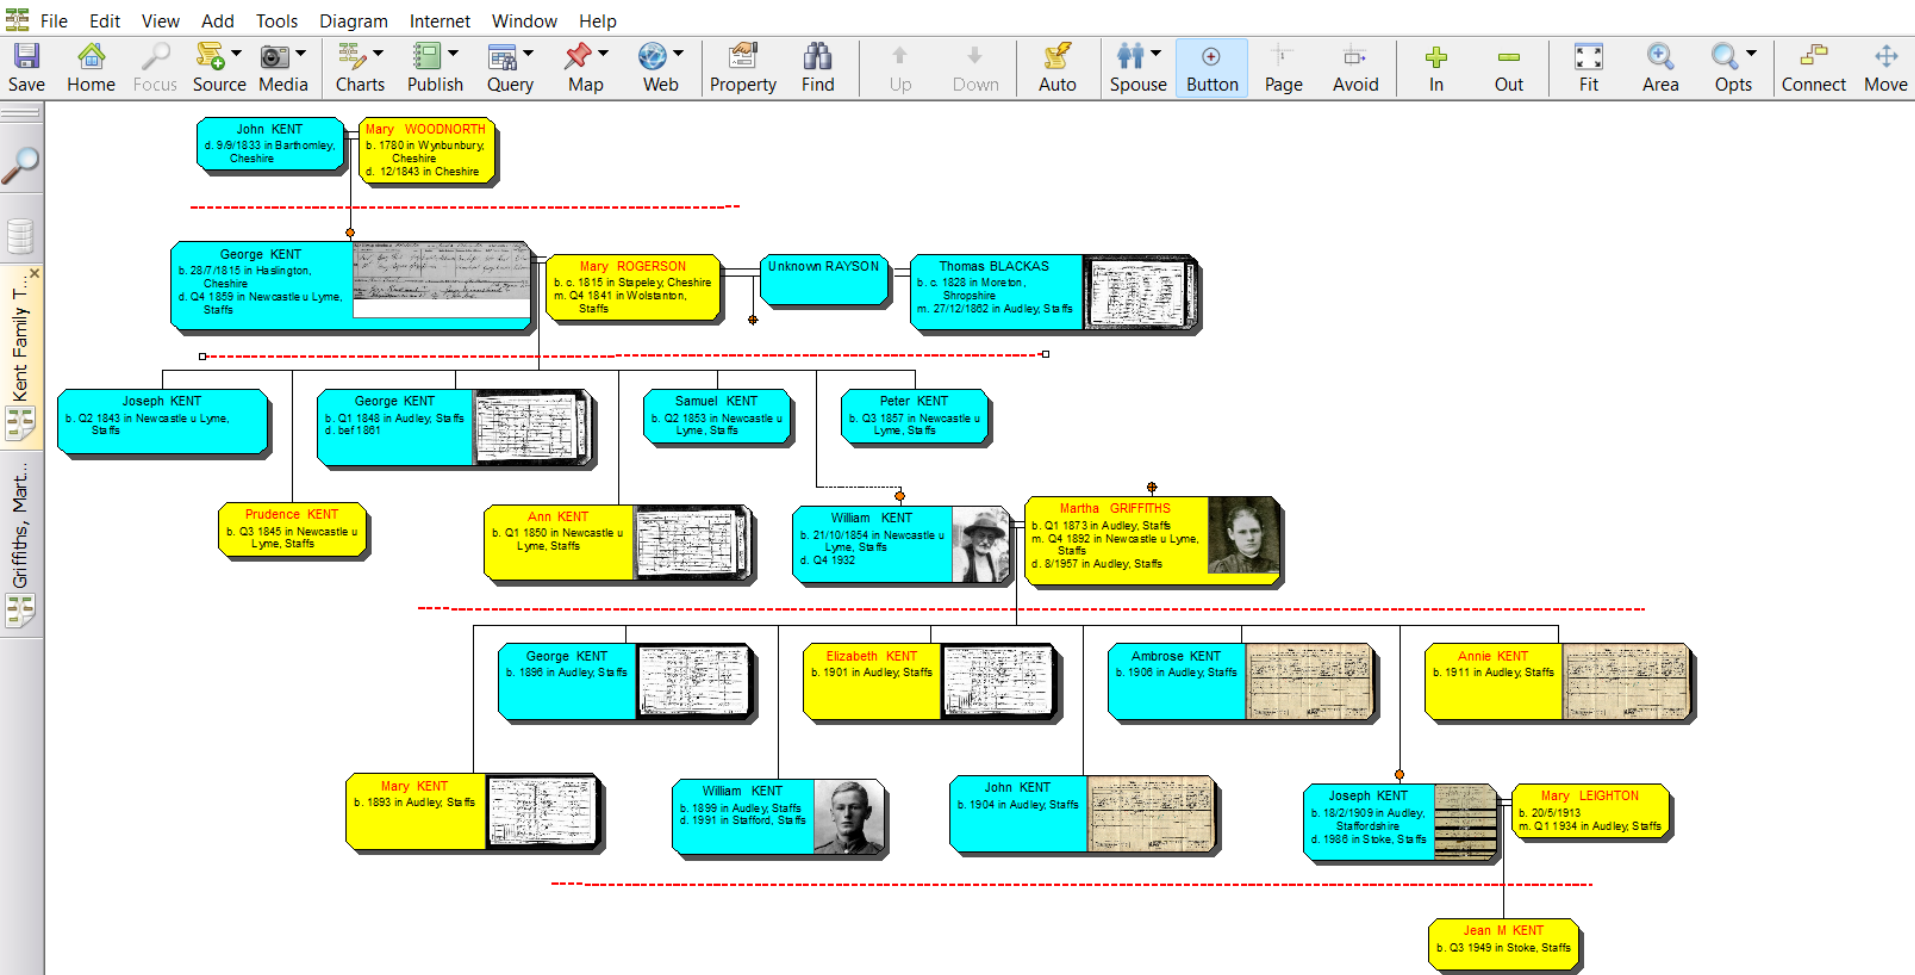 File Edit View Add Tools Diagram Internet Window Help
Save Home Focus Source Media Charts Publish Query Map Web Property Find Up Down Auto Spouse Button Page Avoid In Out Fit Area Opts Connect Move
Kent Family T...
Griffiths, Mart...
John KENT
d. 9/9/1833 in Barthomley,
Cheshire
Mary WOODNORTH
b. 1780 in Wynbunbury,
Cheshire
d. 12/1843 in Cheshire
George KENT
b. 28/7/1815 in Haslington,
Cheshire
d. Q4 1859 in Newcastle u Lyme,
Staffs
Mary ROGERSON
b. c. 1815 in Stapeley, Cheshire
m. Q4 1841 in Wolstanton,
Staffs
Unknown RAYSON
Thomas BLACKAS
b. c. 1828 in Moreton,
Shropshire
m. 27/12/1862 in Audley, Staffs
Joseph KENT
b. Q2 1843 in Newcastle u Lyme,
Staffs
George KENT
b. Q1 1848 in Audley, Staffs
d. bef 1861
Samuel KENT
b. Q2 1853 in Newcastle u
Lyme, Staffs
Peter KENT
b. Q3 1857 in Newcastle u
Lyme, Staffs
Prudence KENT
b. Q3 1845 in Newcastle u
Lyme, Staffs
Ann KENT
b. Q1 1850 in Newcastle u
Lyme, Staffs
William KENT
b. 21/10/1854 in Newcastle u
Lyme, Staffs
d. Q4 1932
Martha GRIFFITHS
b. Q1 1873 in Audley, Staffs
m. Q4 1892 in Newcastle u Lyme,
Staffs
d. 8/1957 in Audley, Staffs
George KENT
b. 1896 in Audley, Staffs
Elizabeth KENT
b. 1901 in Audley, Staffs
Ambrose KENT
b. 1906 in Audley, Staffs
Annie KENT
b. 1911 in Audley, Staffs
Mary KENT
b. 1893 in Audley, Staffs
William KENT
b. 1899 in Audley, Staffs
d. 1991 in Stafford, Staffs
John KENT
b. 1904 in Audley, Staffs
Joseph KENT
b. 18/2/1909 in Audley,
Staffordshire
d. 1986 in Stoke, Staffs
Mary LEIGHTON
b. 20/5/1913
m. Q1 1934 in Audley, Staffs
Jean M KENT
b. Q3 1949 in Stoke, Staffs